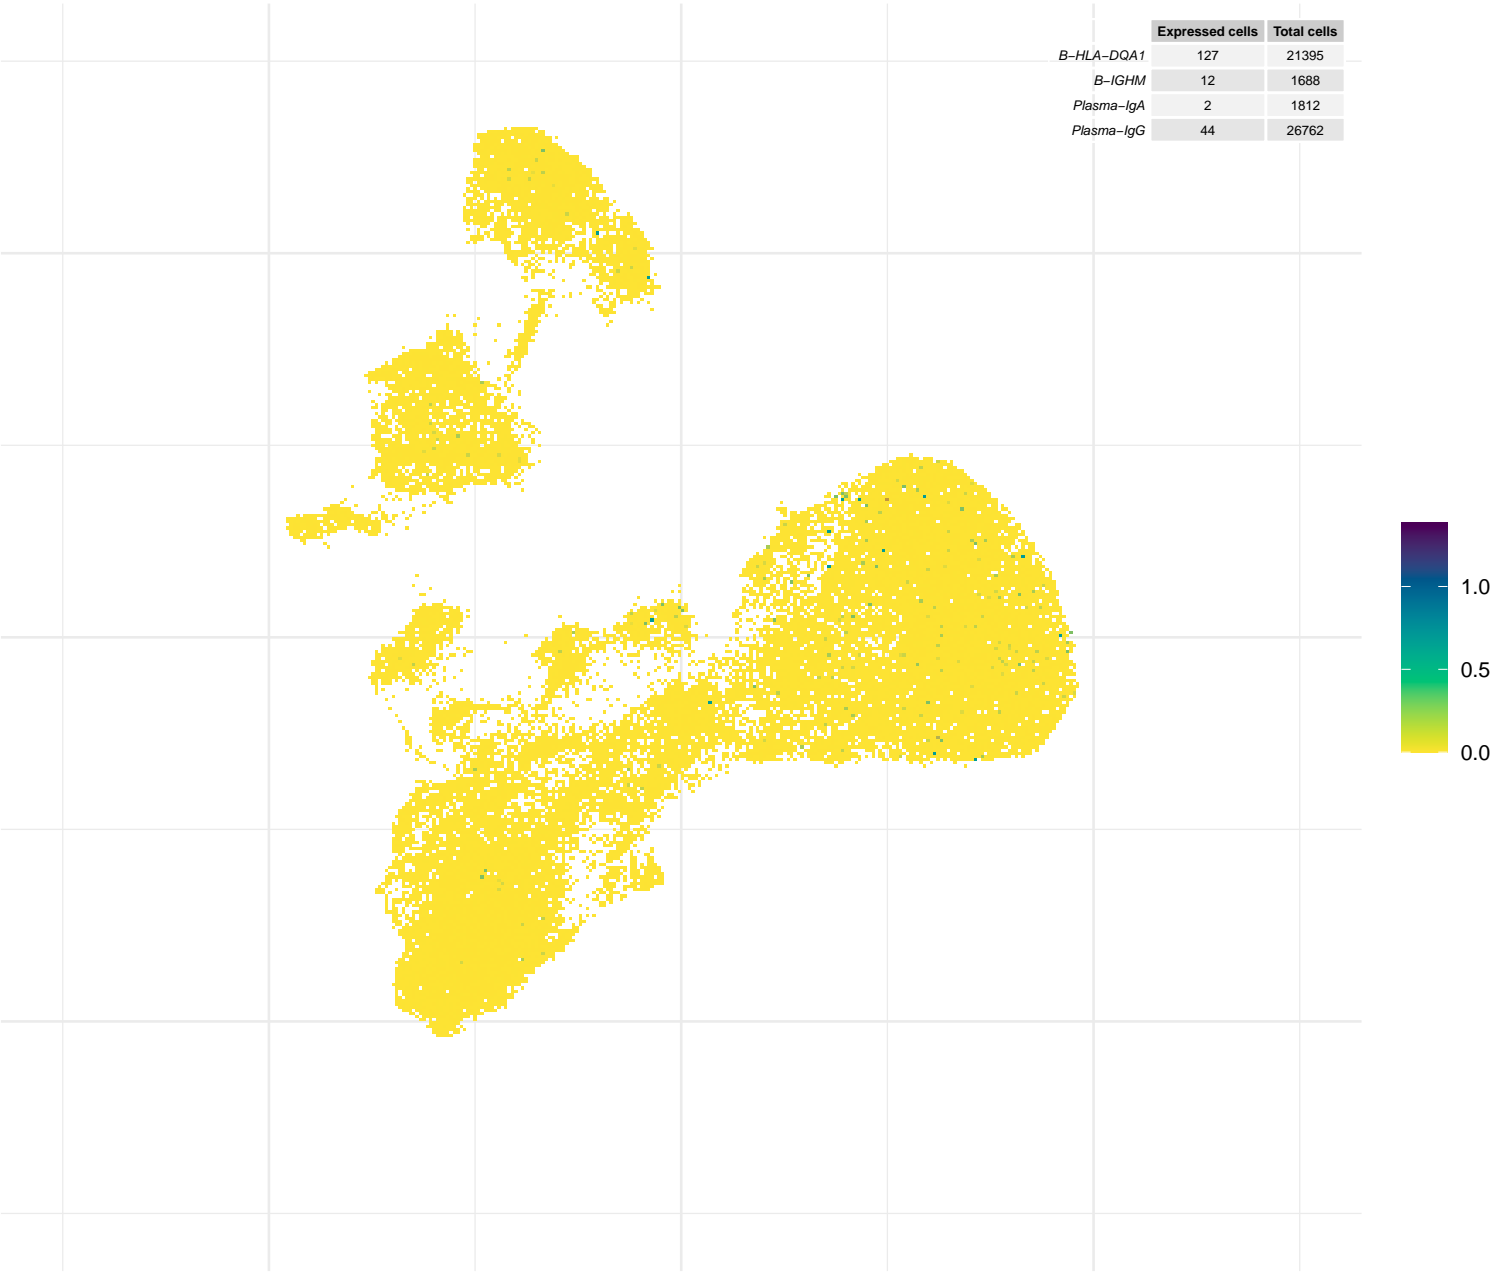 Expressed cells Total cells
B−HLA−DQA1 127 21395
B−IGHM 12 1688
Plasma−IgA 2 1812
Plasma−IgG 44 26762
1.0
0.5
0.0